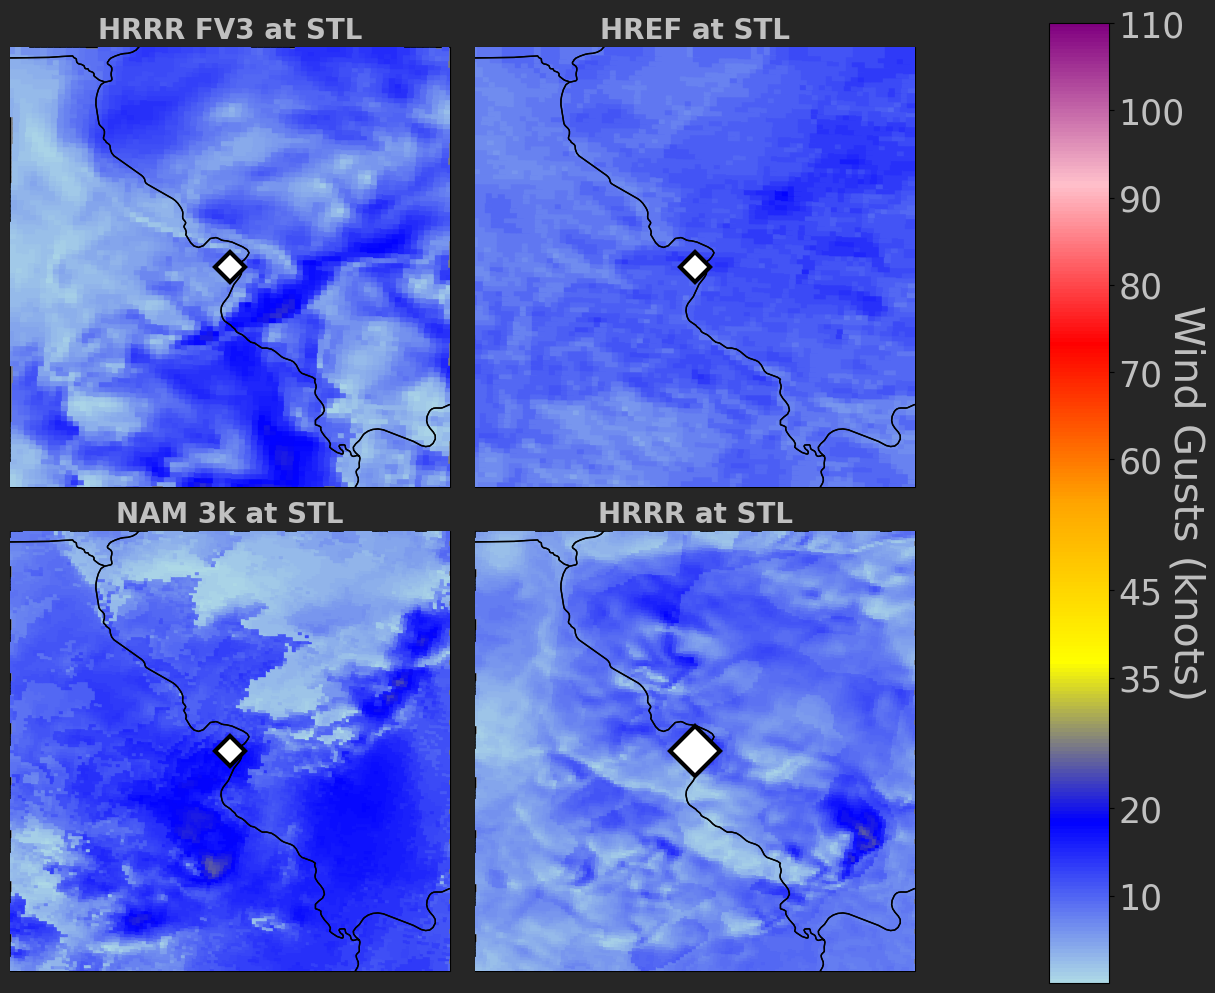 HRRR FV3 at STL
HREF at STL
NAM 3k at STL
HRRR at STL
110
100
90
80
70
60
45
35
20
10
Wind Gusts (knots)